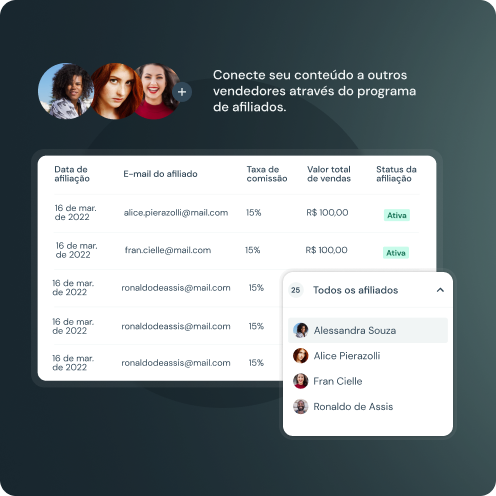 Conecte seu conteúdo a outros
vendedores através do programa
de afiliados.
Data de
afiliação
E-mail do afiliado
Taxa de
comissão
Valor total
de vendas
Status da
afiliação
16 de mar.
de 2022
alice.pierazolli@mail.com
15%
R$ 100,00
Ativa
16 de mar.
de 2022
fran.cielle@mail.com
15%
R$ 100,00
Ativa
16 de mar.
de 2022
ronaldodeassis@mail.com
15%
16 de mar.
de 2022
ronaldodeassis@mail.com
15%
16 de mar.
de 2022
ronaldodeassis@mail.com
15%
25 Todos os afiliados
Alessandra Souza
Alice Pierazolli
Fran Cielle
Ronaldo de Assis